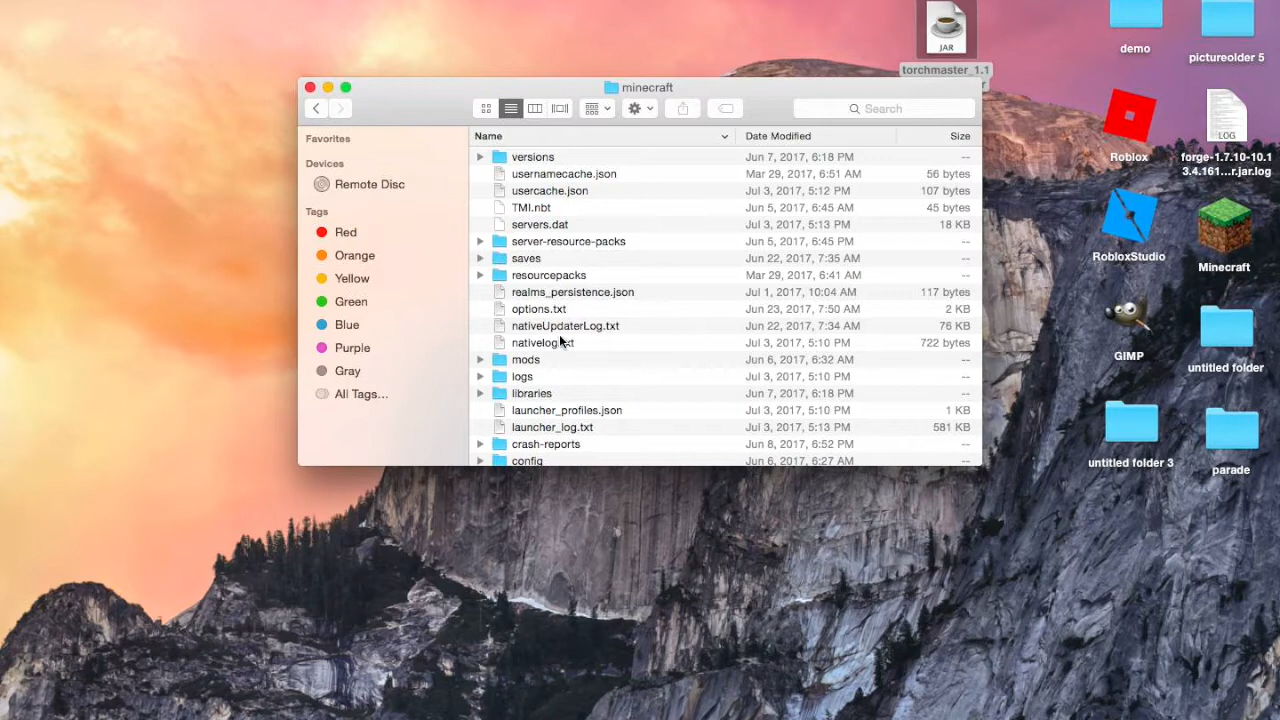 JAR
torchmaster_1.1
r
demo
pictureolder 5
minecraft
Search
Favorites
Devices
Remote Disc
Tags
Red
Orange
Yellow
Green
Blue
Purple
Gray
All Tags...
Name Date Modified Size
versions Jun 7, 2017, 6:18 PM --
usernamecache.json Mar 29, 2017, 6:51 AM 56 bytes
usercache.json Jul 3, 2017, 5:12 PM 107 bytes
TMI.nbt Jun 5, 2017, 6:45 AM 45 bytes
servers.dat Jul 3, 2017, 5:13 PM 18 KB
server-resource-packs Jun 5, 2017, 6:45 PM --
saves Jun 22, 2017, 7:35 AM --
resourcepacks Mar 29, 2017, 6:41 AM --
realms_persistence.json Jul 1, 2017, 10:04 AM 117 bytes
options.txt Jun 23, 2017, 7:50 AM 2 KB
nativeUpdaterLog.txt Jun 22, 2017, 7:34 AM 76 KB
nativelog.txt Jul 3, 2017, 5:10 PM 722 bytes
mods Jun 6, 2017, 6:32 AM --
logs Jul 3, 2017, 5:10 PM --
libraries Jun 7, 2017, 6:18 PM --
launcher_profiles.json Jul 3, 2017, 5:10 PM 1 KB
launcher_log.txt Jul 3, 2017, 5:10 PM 581 KB
crash-reports Jun 8, 2017, 6:52 PM --
config Jun 6, 2017, 6:27 AM --
Roblox
LOG
forge-1.7.10-10.1
3.4.161...r.jar.log
RobloxStudio
Minecraft
GIMP
untitled folder
untitled folder 3
parade